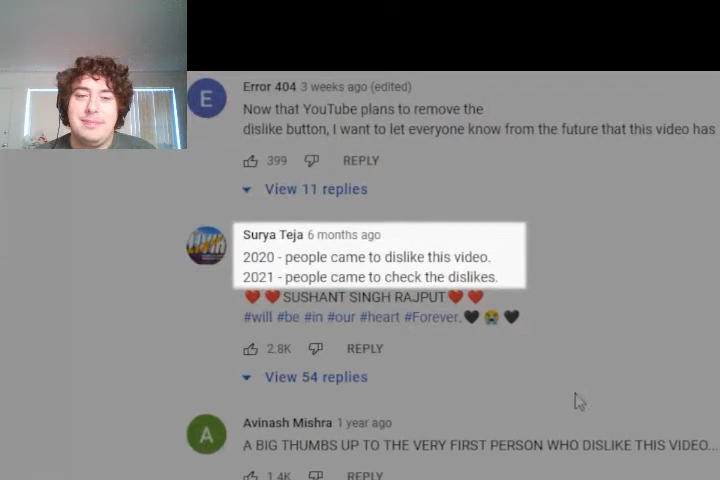 E
Error 404 3 weeks ago (edited)
Now that YouTube plans to remove the
dislike button, I want to let everyone know from the future that this video has
399 REPLY
View 11 replies
Surya Teja 6 months ago
2020 - people came to dislike this video.
2021 - people came to check the dislikes.
❤️ ❤️SUSHANT SINGH RAJPUT❤️ ❤️
#will #be #in #our #heart #Forever.🖤 😭 🖤
2.8K REPLY
View 54 replies
A
Avinash Mishra 1 year ago
A BIG THUMBS UP TO THE VERY FIRST PERSON WHO DISLIKE THIS VIDEO...
1.4K REPLY